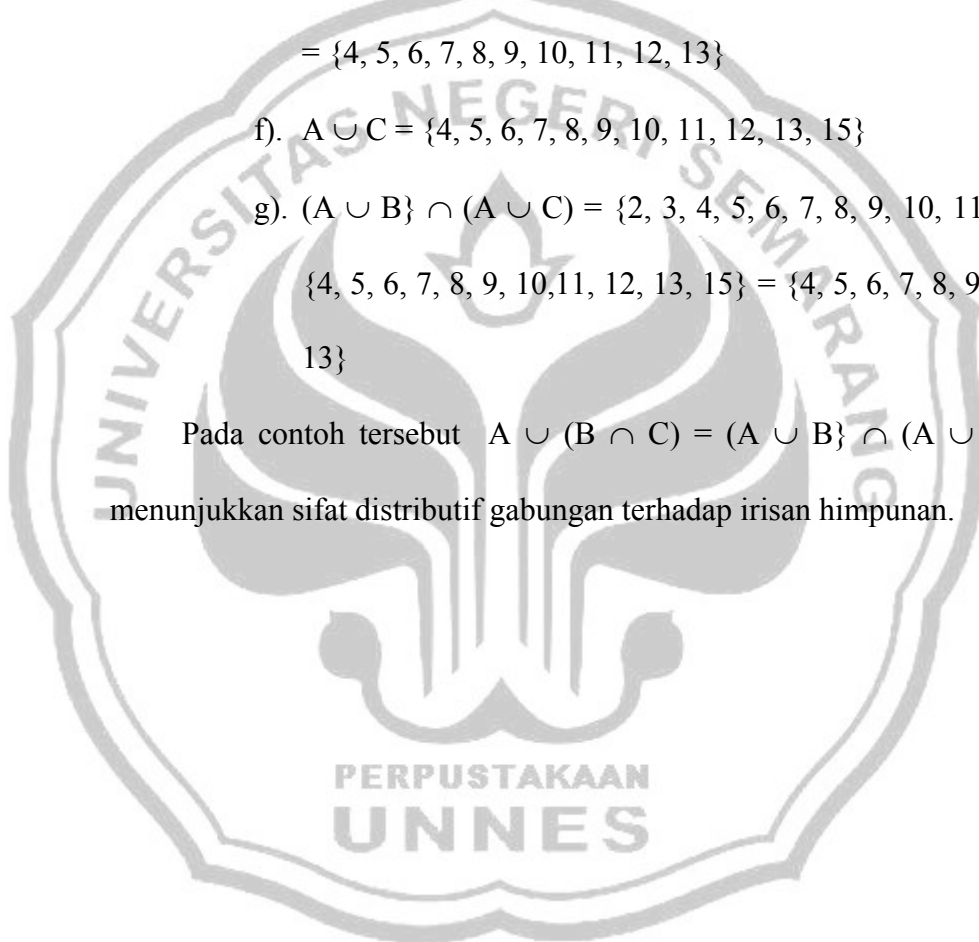 = {4, 5, 6, 7, 8, 9, 10, 11, 12, 13}
f). A ∪ C = {4, 5, 6, 7, 8, 9, 10, 11, 12, 13, 15}
g). (A ∪ B} ∩ (A ∪ C) = {2, 3, 4, 5, 6, 7, 8, 9, 10, 11
{4, 5, 6, 7, 8, 9, 10,11, 12, 13, 15} = {4, 5, 6, 7, 8, 9
13}
Pada contoh tersebut A ∪ (B ∩ C) = (A ∪ B} ∩ (A ∪
menunjukkan sifat distributif gabungan terhadap irisan himpunan.
UNIVERSITAS NEGERI SEMARANG
PERPUSTAKAAN
UNNES